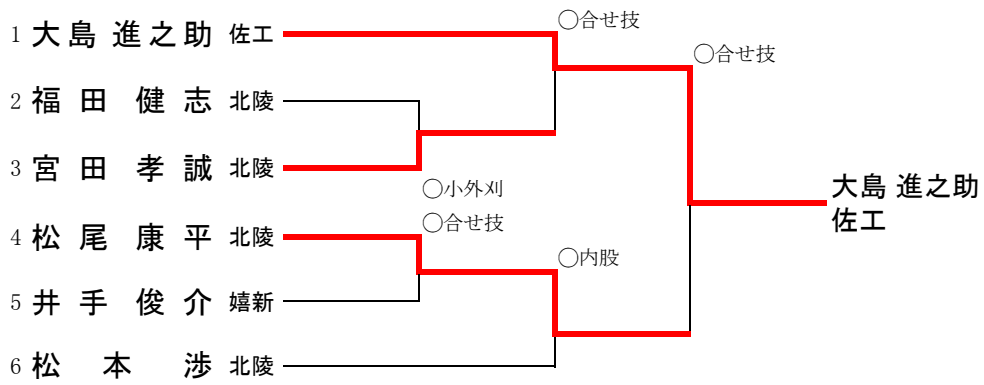 1 大島 進之助 佐工
2 福田 健志 北陵
3 宮田 孝誠 北陵
4 松尾 康平 北陵
5 井手 俊介 嬉新
6 松本 渉 北陵
○合せ技
○合せ技
○小外刈
○合せ技
○内股
大島 進之助
佐工